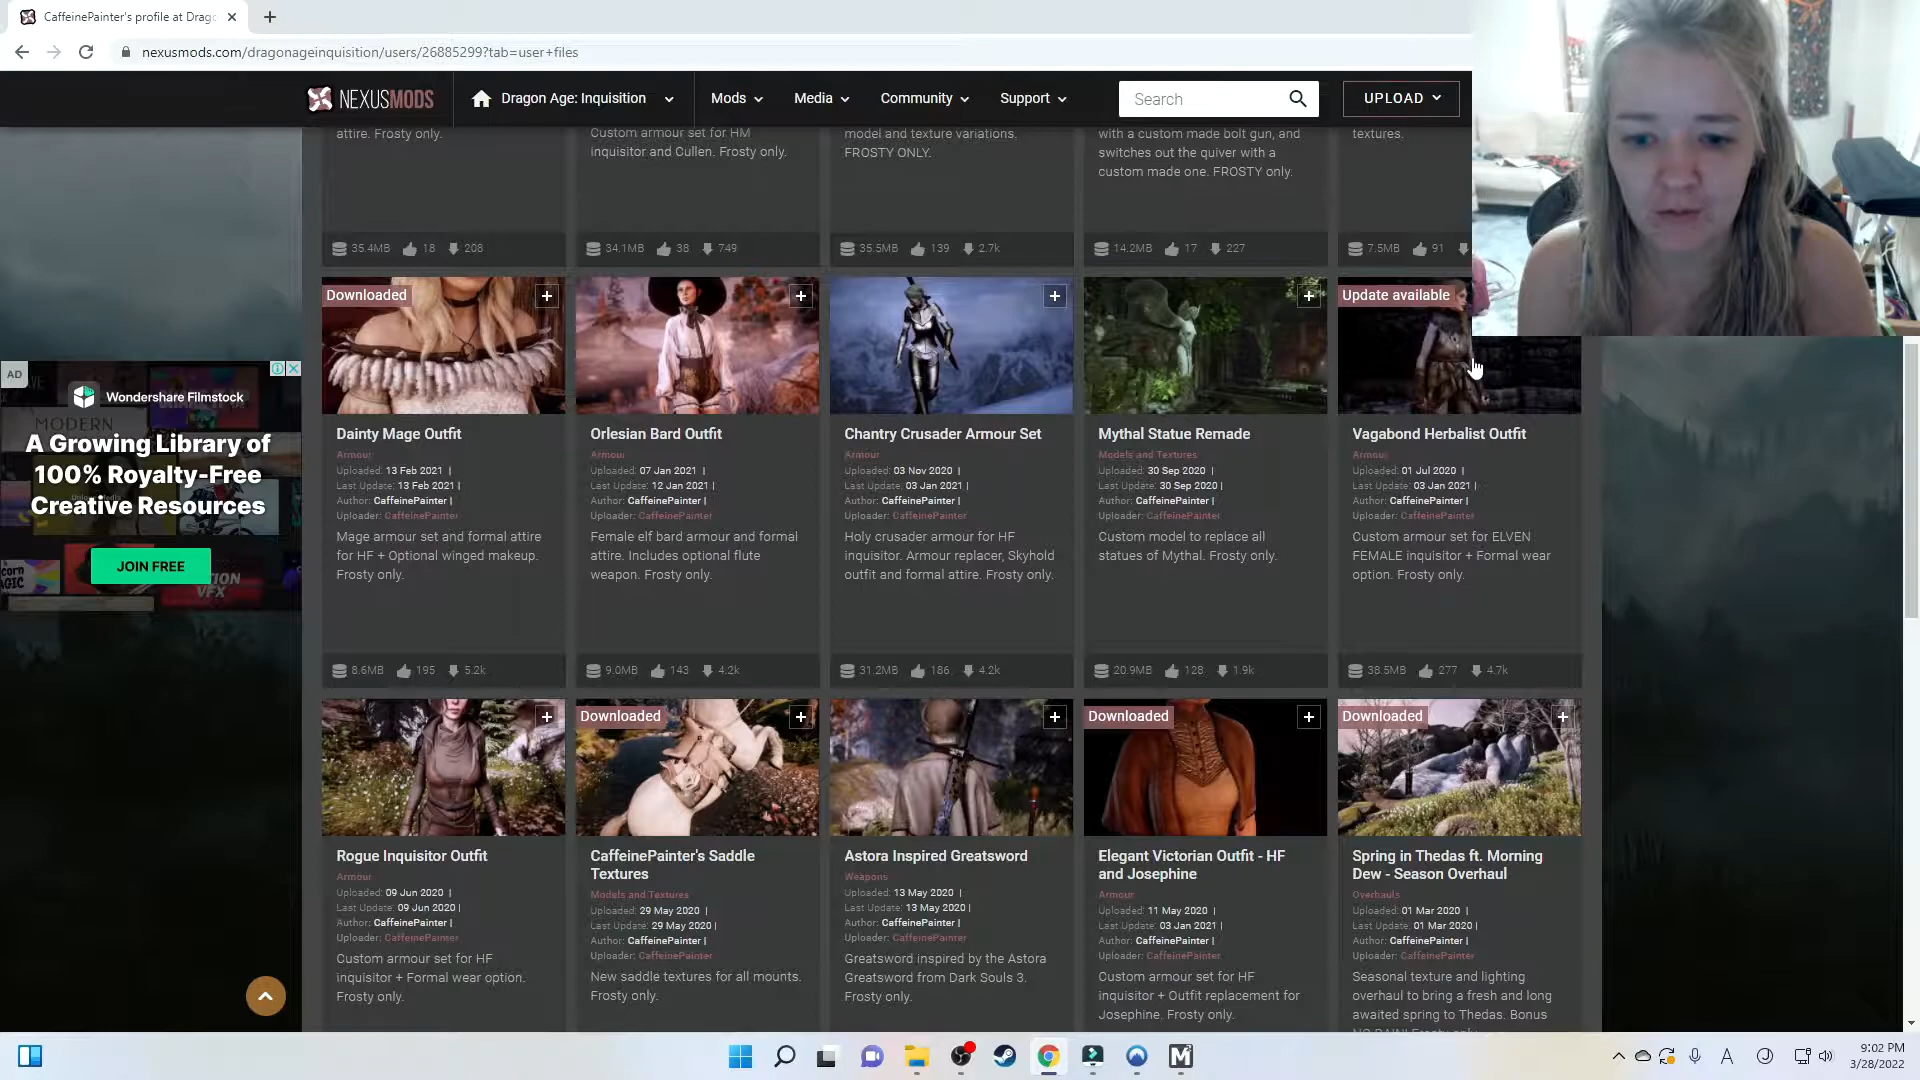 CaffeinePainter's profile at Drag
nexusmods.com/dragonageinquisition/users/26885299?tab=user+files
NEXUSMODS
Dragon Age: Inquisition
Mods
Media
Community
Support
Search
UPLOAD
attire. Frosty only.
Custom armour set for HM
inquisitor and Cullen. Frosty only.
model and texture variations.
FROSTY ONLY.
with a custom made bolt gun, and
switches out the quiver with a
custom made one. FROSTY only.
textures.
35.4MB 18 208
34.1MB 38 749
35.5MB 139 2.7k
14.2MB 17 227
7.5MB 91
Downloaded
Dainty Mage Outfit
Armour
Uploaded: 13 Feb 2021 |
Last Update: 13 Feb 2021 |
Author: CaffeinePainter |
Uploader: CaffeinePainter
Mage armour set and formal attire
for HF + Optional winged makeup.
Frosty only.
8.6MB 195 5.2k
Orlesian Bard Outfit
Armour
Uploaded: 07 Jan 2021 |
Last Update: 12 Jan 2021 |
Author: CaffeinePainter |
Uploader: CaffeinePainter
Female elf bard armour and formal
attire. Includes optional flute
weapon. Frosty only.
9.0MB 143 4.2k
Chantry Crusader Armour Set
Armour
Uploaded: 03 Nov 2020 |
Last Update: 03 Jan 2021 |
Author: CaffeinePainter |
Uploader: CaffeinePainter
Holy crusader armour for HF
inquisitor. Armour replacer, Skyhold
outfit and formal attire. Frosty only.
31.2MB 186 4.2k
Mythal Statue Remade
Models and Textures
Uploaded: 30 Sep 2020 |
Last Update: 30 Sep 2020 |
Author: CaffeinePainter |
Uploader: CaffeinePainter
Custom model to replace all
statues of Mythal. Frosty only.
20.9MB 128 1.9k
Update available
Vagabond Herbalist Outfit
Armour
Uploaded: 01 Jul 2020 |
Last Update: 03 Jan 2021 |
Author: CaffeinePainter |
Uploader: CaffeinePainter
Custom armour set for ELVEN
FEMALE inquisitor + Formal wear
option. Frosty only.
38.5MB 277 4.7k
AD
Wondershare Filmstock
MODERN
A Growing Library of
100% Royalty-Free
Creative Resources
JOIN FREE
Rogue Inquisitor Outfit
Armour
Uploaded: 09 Jun 2020 |
Last Update: 09 Jun 2020 |
Author: CaffeinePainter |
Uploader: CaffeinePainter
Custom armour set for HF
inquisitor + Formal wear option.
Frosty only.
Downloaded
CaffeinePainter's Saddle
Textures
Models and Textures
Uploaded: 29 May 2020 |
Last Update: 29 May 2020 |
Author: CaffeinePainter |
Uploader: CaffeinePainter
New saddle textures for all mounts.
Frosty only.
Astora Inspired Greatsword
Weapons
Uploaded: 13 May 2020 |
Last Update: 13 May 2020 |
Author: CaffeinePainter |
Uploader: CaffeinePainter
Greatsword inspired by the Astora
Greatsword from Dark Souls 3.
Frosty only.
Downloaded
Elegant Victorian Outfit - HF
and Josephine
Armour
Uploaded: 11 May 2020 |
Last Update: 03 Jan 2021 |
Author: CaffeinePainter |
Uploader: CaffeinePainter
Custom armour set for HF
inquisitor + Outfit replacement for
Josephine. Frosty only.
Downloaded
Spring in Thedas ft. Morning
Dew - Season Overhaul
Overhauls
Uploaded: 01 Mar 2020 |
Last Update: 01 Mar 2020 |
Author: CaffeinePainter |
Uploader: CaffeinePainter
Seasonal texture and lighting
overhaul to bring a fresh and long
awaited spring to Thedas. Bonus
9:02 PM
3/28/2022